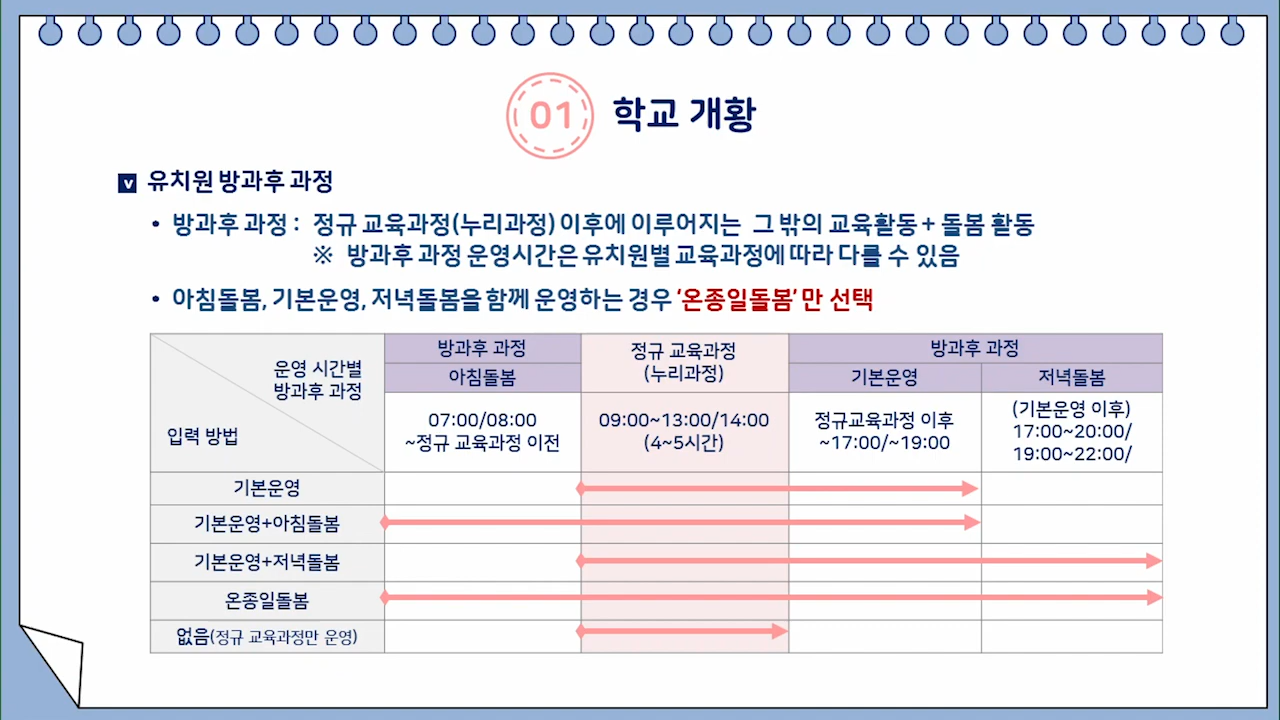 01 학교 개황
v 유치원 방과후 과정
• 방과후 과정 : 정규 교육과정(누리과정) 이후에 이루어지는 그 밖의 교육활동 + 돌봄 활동
※ 방과후 과정 운영시간은 유치원별 교육과정에 따라 다를 수 있음
• 아침돌봄, 기본운영, 저녁돌봄을 함께 운영하는 경우 ‘온종일돌봄’만 선택
운영 시간별
방과후 과정
입력 방법
방과후 과정
아침돌봄
정규 교육과정
(누리과정)
방과후 과정
기본운영
저녁돌봄
07:00/08:00
~정규 교육과정 이전
09:00~13:00/14:00
(4~5시간)
정규교육과정 이후
~17:00/~19:00
(기본운영 이후)
17:00~20:00/
19:00~22:00/
기본운영
기본운영+아침돌봄
기본운영+저녁돌봄
온종일돌봄
없음(정규 교육과정만 운영)